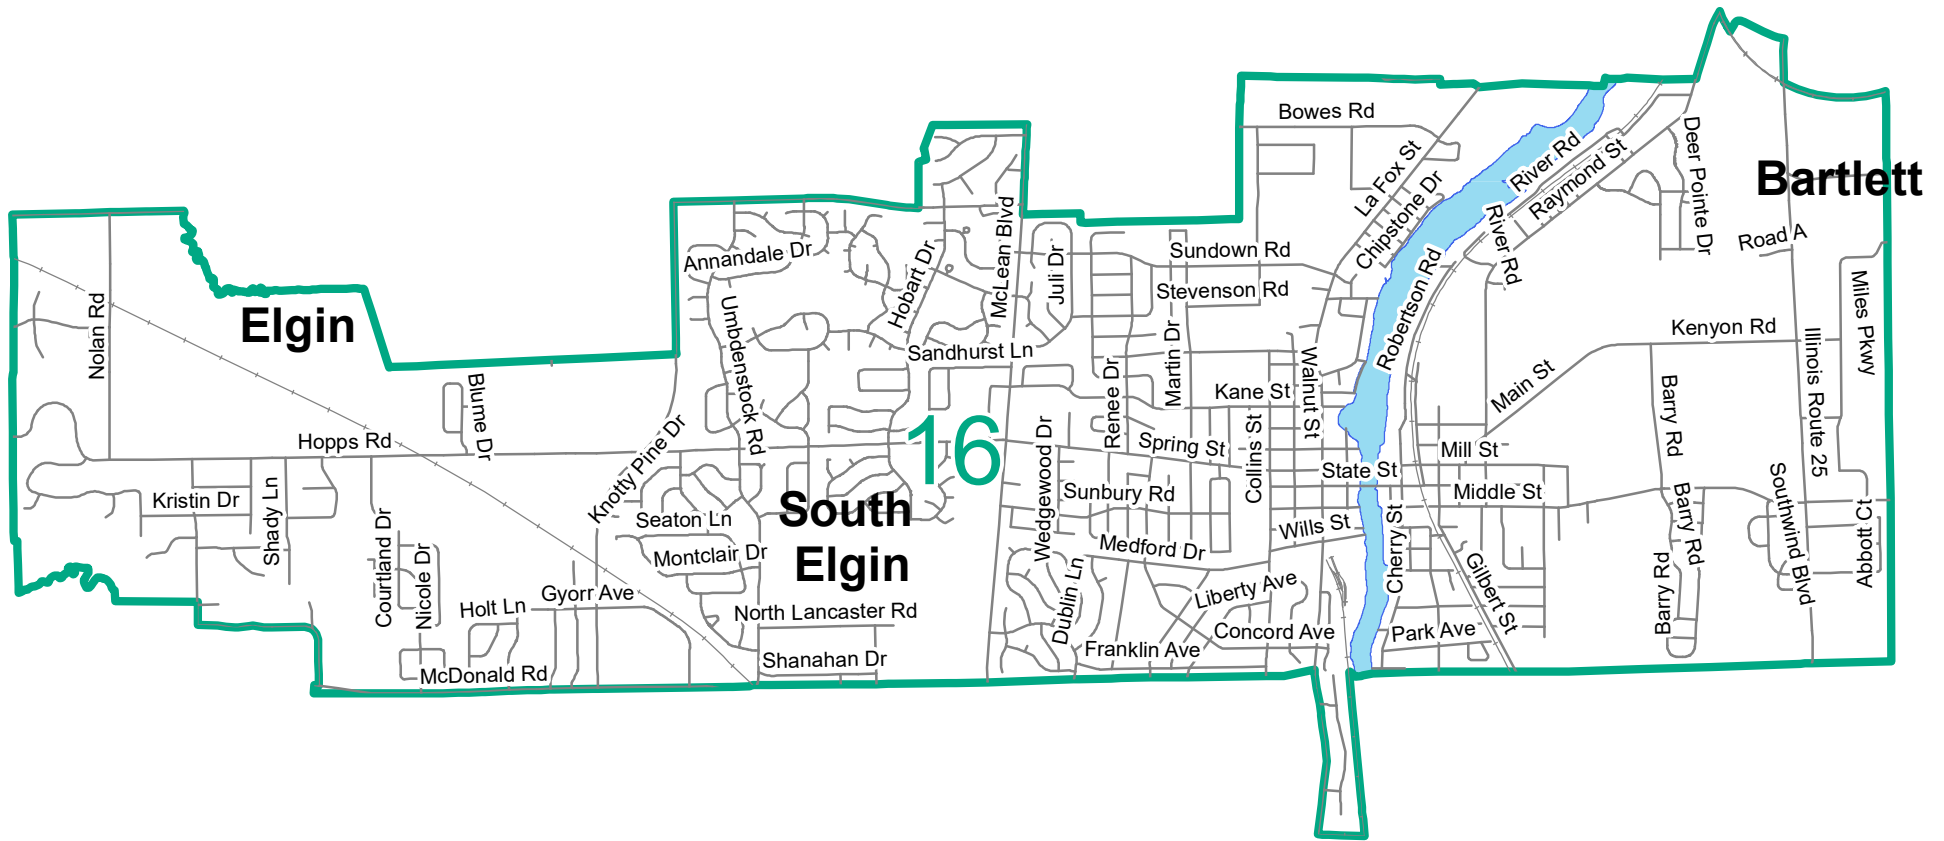 Bowes Rd
La Fox St
Chipstone Dr
River Rd
Raymond St
River Rd
Deer Pointe Dr
Bartlett
Road A
Annandale Dr
Hobart Dr
McLean Blvd
Juli Dr
Sundown Rd
Stevenson Rd
Robertson Rd
Miles Pkwy
Nolan Rd
Elgin
Umbdenstock Rd
Sandhurst Ln
Martin Dr
Renee Dr
Walnut St
Kane St
Kenyon Rd
Main St
Illinois Route 25
Blume Dr
Barry Rd
Hopps Rd
Knotty Pine Dr
16
Wedgewood Dr
Spring St
Collins St
State St
Mill St
Middle St
Kristin Dr
Shady Ln
Seaton Ln
South
Elgin
Sunbury Rd
Barry Rd
Southwind Blvd
Abbott Ct
Courtland Dr
Nicole Dr
Montclair Dr
Medford Dr
Wills St
Cherry St
Gilbert St
Barry Rd
Holt Ln
Gyorr Ave
North Lancaster Rd
Dublin Ln
Liberty Ave
Concord Ave
Park Ave
Franklin Ave
Shanahan Dr
McDonald Rd